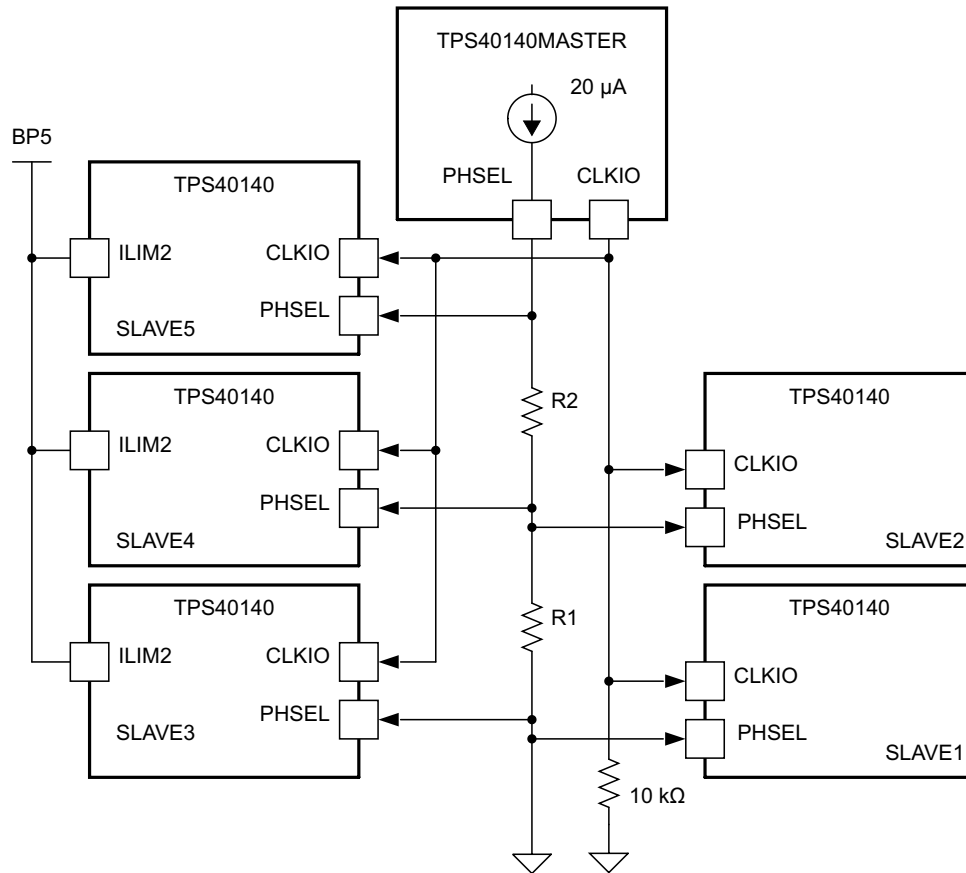 TPS40140MASTER
20 µA
PHSEL
CLKIO
BP5
TPS40140
ILIM2
CLKIO
PHSEL
SLAVE5
TPS40140
ILIM2
CLKIO
PHSEL
SLAVE4
TPS40140
ILIM2
CLKIO
PHSEL
SLAVE3
R2
R1
TPS40140
CLKIO
PHSEL
SLAVE2
TPS40140
CLKIO
PHSEL
SLAVE1
10 kΩ